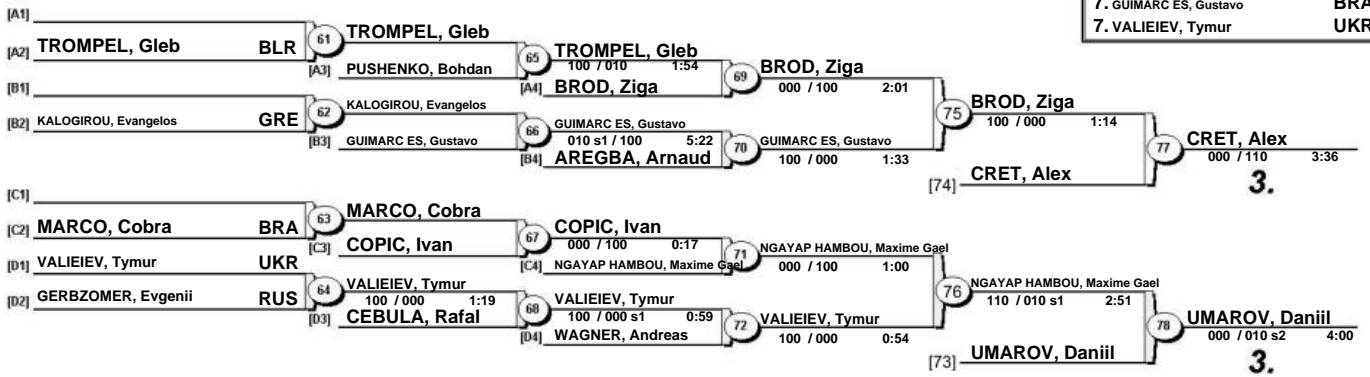 7. GUIMARC ES, Gustavo BRA
7. VALIEIEV, Tymur UKR
[A1]
[A2] TROMPEL, Gleb BLR
61 TROMPEL, Gleb
[A3] PUSHENKO, Bohdan
65 TROMPEL, Gleb
100 / 010 1:54
[A4] BROD, Ziga
69 BROD, Ziga
000 / 100 2:01
[B1]
[B2] KALOGIROU, Evangelos GRE
62 KALOGIROU, Evangelos
[B3] GUIMARC ES, Gustavo
66 GUIMARC ES, Gustavo
010 s1 / 100 5:22
[B4] AREGBA, Arnaud
70 GUIMARC ES, Gustavo
100 / 000 1:33
75 BROD, Ziga
100 / 000 1:14
[74] CRET, Alex
77 CRET, Alex
000 / 110 3:36
3.
[C1]
[C2] MARCO, Cobra BRA
63 MARCO, Cobra
[C3] COPIC, Ivan
67 COPIC, Ivan
000 / 100 0:17
[C4] NGAYAP HAMBOU, Maxime Gael
71 NGAYAP HAMBOU, Maxime Gael
000 / 100 1:00
[D1] VALIEIEV, Tymur UKR
[D2] GERBZOMER, Evgenii RUS
64 VALIEIEV, Tymur
100 / 000 1:19
[D3] CEBULA, Rafal
68 VALIEIEV, Tymur
100 / 000 s1 0:59
[D4] WAGNER, Andreas
72 VALIEIEV, Tymur
100 / 000 0:54
76 NGAYAP HAMBOU, Maxime Gael
110 / 010 s1 2:51
[73] UMAROV, Daniil
78 UMAROV, Daniil
000 / 010 s2 4:00
3.